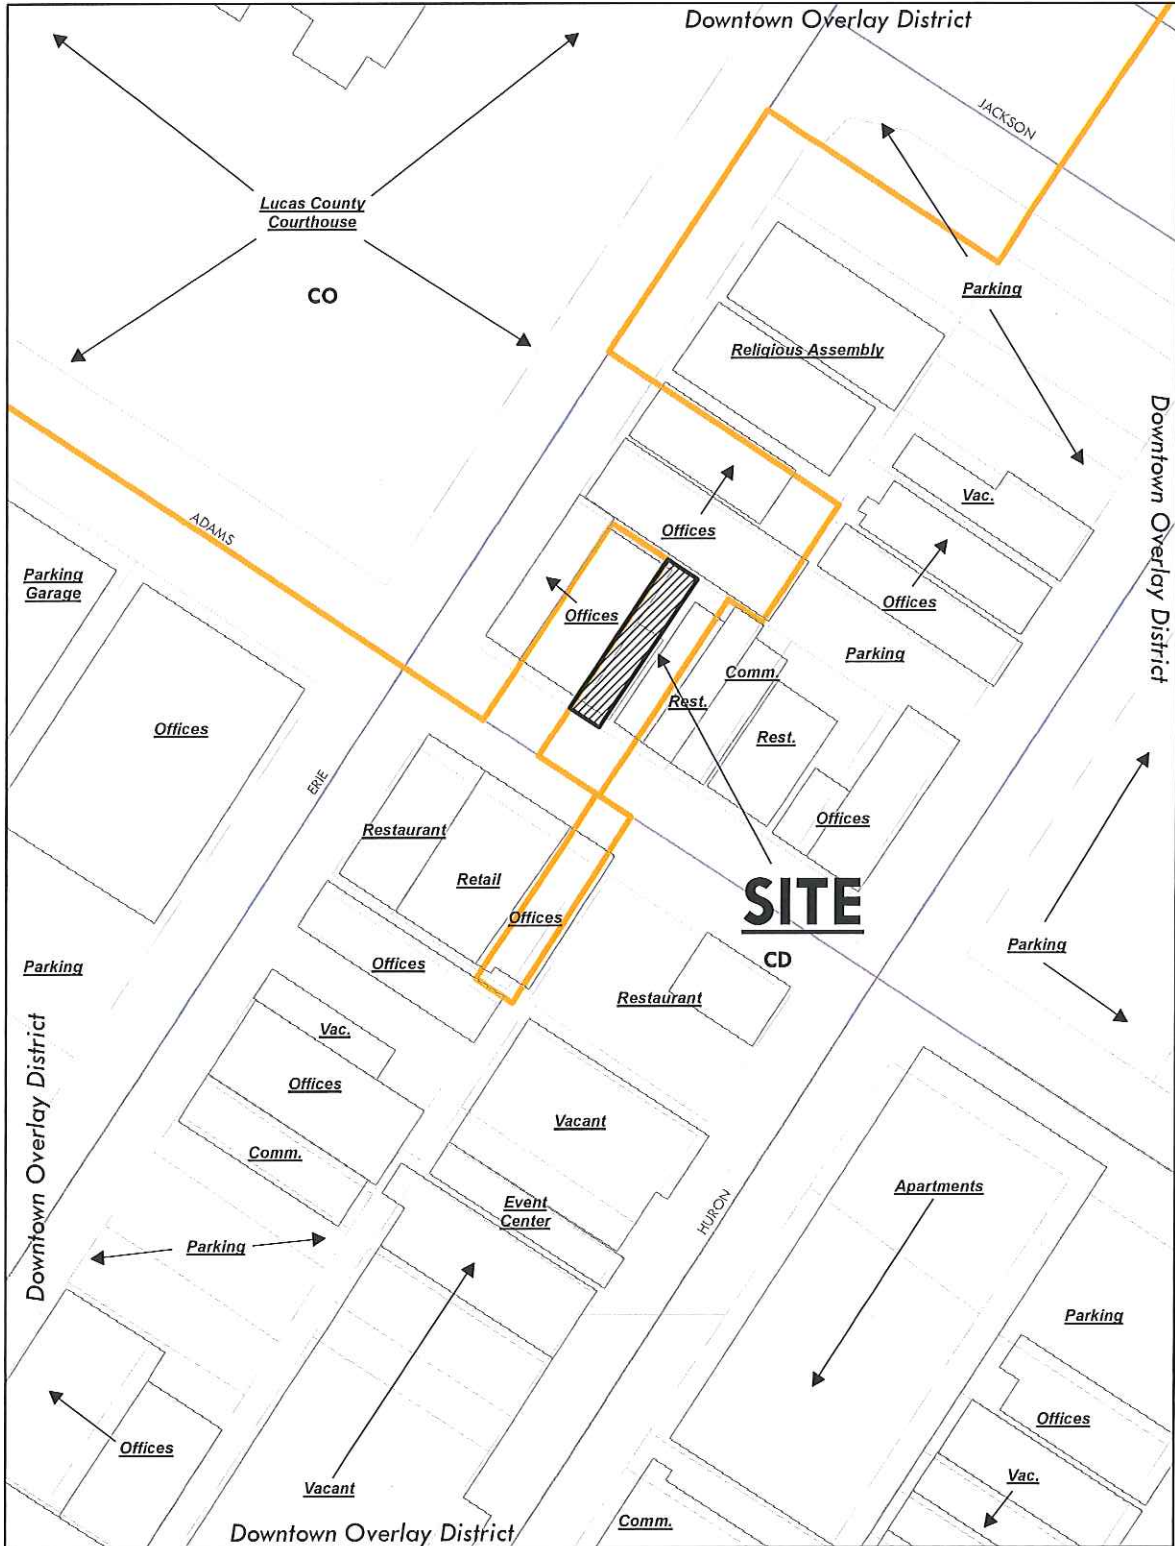 Downtown Overlay District
JACKSON
Lucas County
Courthouse
CO
Parking
Religious Assembly
Downtown Overlay District
Vac.
ADAMS
Offices
Parking
Garage
Offices
Offices
Parking
Comm.
Rest.
Offices
Rest.
ERIE
Offices
Restaurant
Retail
SITE
Offices
CD
Parking
Parking
Offices
Restaurant
Downtown Overlay District
Vac.
Offices
Vacant
Comm.
Apartments
Event
Center
HURON
Parking
Parking
Offices
Offices
Vac.
Vacant
Comm.
Downtown Overlay District